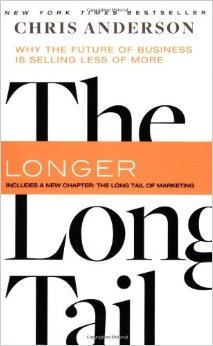 NEW YORK TIMES BESTSELLER
CHRIS ANDERSON
WHY THE FUTURE OF BUSINESS
IS SELLING LESS OF MORE
The
LONGER
INCLUDES A NEW CHAPTER: THE LONG TAIL OF MARKETING
Long
Tail